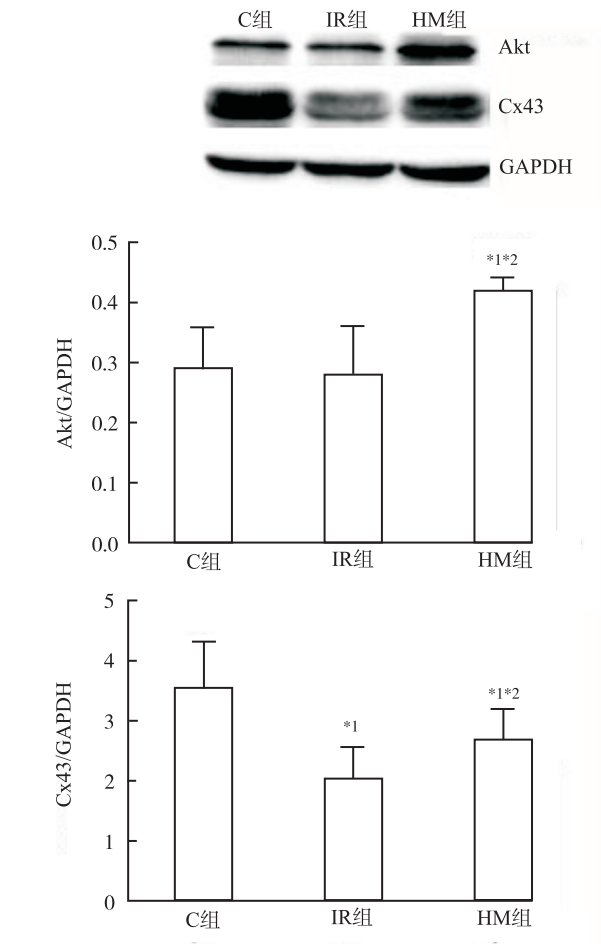 C组 IR组 HM组
Akt
Cx43
GAPDH
0.5
0.4
0.3
0.2
0.1
0.0
Akt/GAPDH
*1*2
C组 IR组 HM组
5
4
3
2
1
0
Cx43/GAPDH
*1
*1*2
C组 IR组 HM组